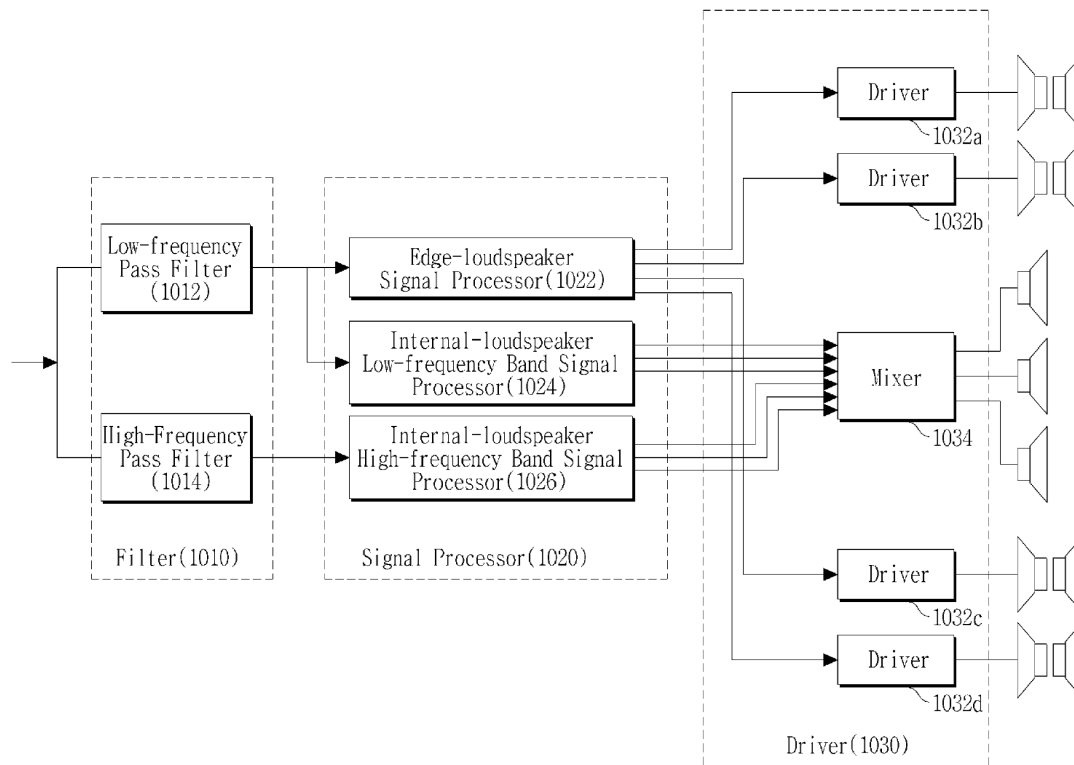 Driver
1032a
Driver
1032b
Low-frequency
Pass Filter
(1012)
Edge-loudspeaker
Signal Processor(1022)
Internal-loudspeaker
Low-frequency Band Signal
Processor(1024)
Mixer
1034
High-Frequency
Pass Filter
(1014)
Internal-loudspeaker
High-frequency Band Signal
Processor(1026)
Filter(1010)
Signal Processor(1020)
Driver
1032c
Driver
1032d
Driver(1030)